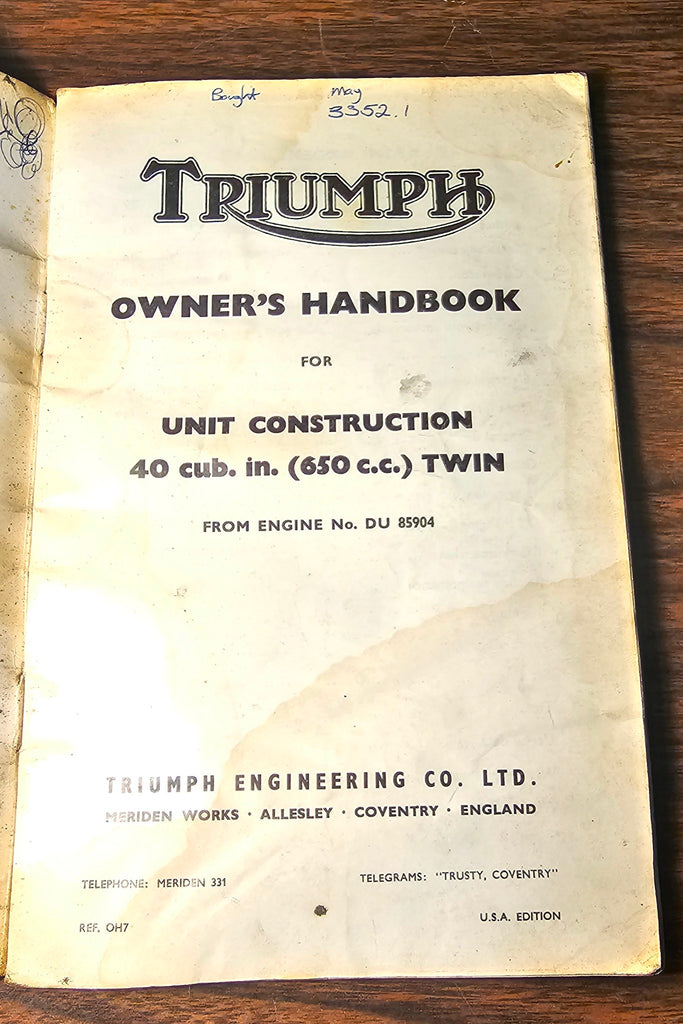 Bought May
3352.1
TRIUMPH
OWNER'S HANDBOOK
FOR
UNIT CONSTRUCTION
40 cub. in. (650 c.c.) TWIN
FROM ENGINE No. DU 85904
TRIUMPH ENGINEERING CO. LTD.
MERIDEN WORKS · ALLESLEY · COVENTRY · ENGLAND
TELEPHONE: MERIDEN 331 TELEGRAMS: "TRUSTY, COVENTRY"
REF. OH7 U.S.A. EDITION